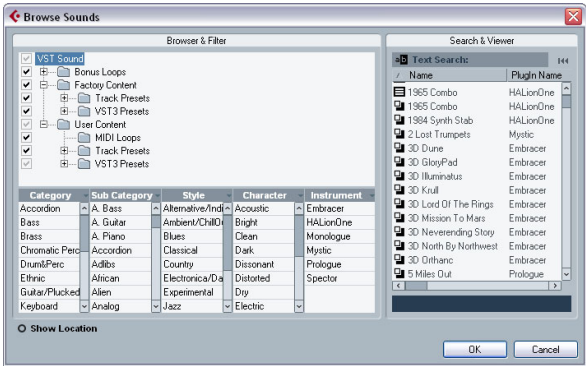 Browse Sounds
Browser & Filter
VST Sound
Bonus Loops
Factory Content
Track Presets
VST3 Presets
User Content
MIDI Loops
Track Presets
VST3 Presets
Category Sub Category Style Character Instrument
Accordion A. Bass Alternative/Indi Acoustic Embracer
Bass A. Guitar Ambient/ChillO Bright HALionOne
Brass A. Piano Blues Clean Monologue
Chromatic Perc Accordion Classical Dark Mystic
Drum&Perc Adlibs Country Dissonant Prologue
Ethnic African Electronica/Da Distorted Spector
Guitar/Plucked Alien Experimental Dry
Keyboard Analog Jazz Electric
Search & Viewer
ab Text Search:
/ Name PlugIn Name
1965 Combo HALionOne
1965 Combo HALionOne
1984 Synth Stab HALionOne
2 Lost Trumpets Mystic
3D Dune Embracer
3D GloryPad Embracer
3D Illuminatus Embracer
3D Krull Embracer
3D Lord Of The Rings Embracer
3D Mission To Mars Embracer
3D Neverending Story Embracer
3D North By Northwest Embracer
3D Orthanc Embracer
5 Miles Out Prologue
Show Location
OK
Cancel